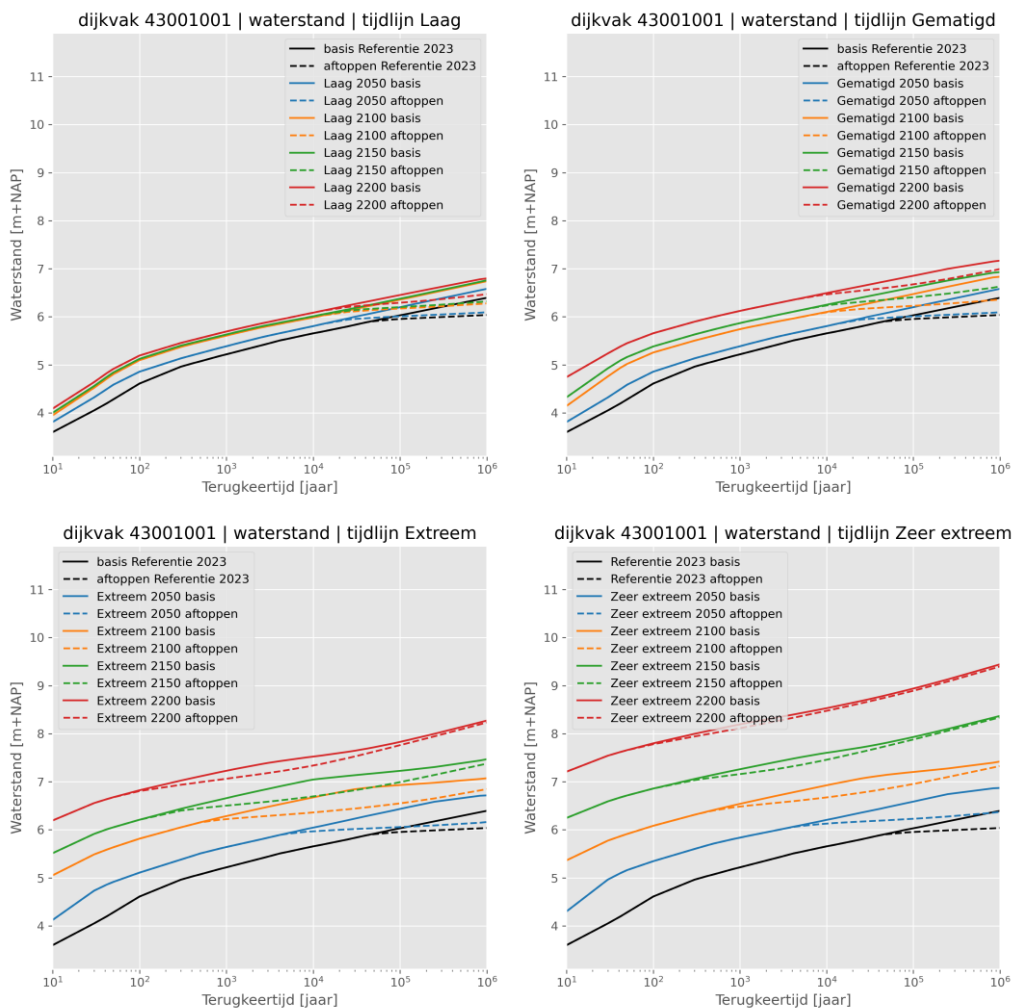 dijkvak 43001001 | waterstand | tijdlijn Laag
Waterstand [m+NAP]
11
10
9
8
7
6
5
4
basis Referentie 2023
aftoppen Referentie 2023
Laag 2050 basis
Laag 2050 aftoppen
Laag 2100 basis
Laag 2100 aftoppen
Laag 2150 basis
Laag 2150 aftoppen
Laag 2200 basis
Laag 2200 aftoppen
10¹ 10² 10³ 10⁴ 10⁵ 10⁶
Terugkeertijd [jaar]
dijkvak 43001001 | waterstand | tijdlijn Gematigd
Waterstand [m+NAP]
11
10
9
8
7
6
5
4
basis Referentie 2023
aftoppen Referentie 2023
Gematigd 2050 basis
Gematigd 2050 aftoppen
Gematigd 2100 basis
Gematigd 2100 aftoppen
Gematigd 2150 basis
Gematigd 2150 aftoppen
Gematigd 2200 basis
Gematigd 2200 aftoppen
10¹ 10² 10³ 10⁴ 10⁵ 10⁶
Terugkeertijd [jaar]
dijkvak 43001001 | waterstand | tijdlijn Extreem
Waterstand [m+NAP]
11
10
9
8
7
6
5
4
basis Referentie 2023
aftoppen Referentie 2023
Extreem 2050 basis
Extreem 2050 aftoppen
Extreem 2100 basis
Extreem 2100 aftoppen
Extreem 2150 basis
Extreem 2150 aftoppen
Extreem 2200 basis
Extreem 2200 aftoppen
10¹ 10² 10³ 10⁴ 10⁵ 10⁶
Terugkeertijd [jaar]
dijkvak 43001001 | waterstand | tijdlijn Zeer extreem
Waterstand [m+NAP]
11
10
9
8
7
6
5
4
Referentie 2023 basis
Referentie 2023 aftoppen
Zeer extreem 2050 basis
Zeer extreem 2050 aftoppen
Zeer extreem 2100 basis
Zeer extreem 2100 aftoppen
Zeer extreem 2150 basis
Zeer extreem 2150 aftoppen
Zeer extreem 2200 basis
Zeer extreem 2200 aftoppen
10¹ 10² 10³ 10⁴ 10⁵ 10⁶
Terugkeertijd [jaar]